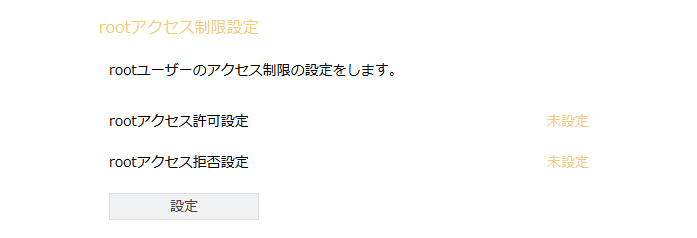 rootアクセス制限設定
rootユーザーのアクセス制限の設定をします。
rootアクセス許可設定 未設定
rootアクセス拒否設定 未設定
設定